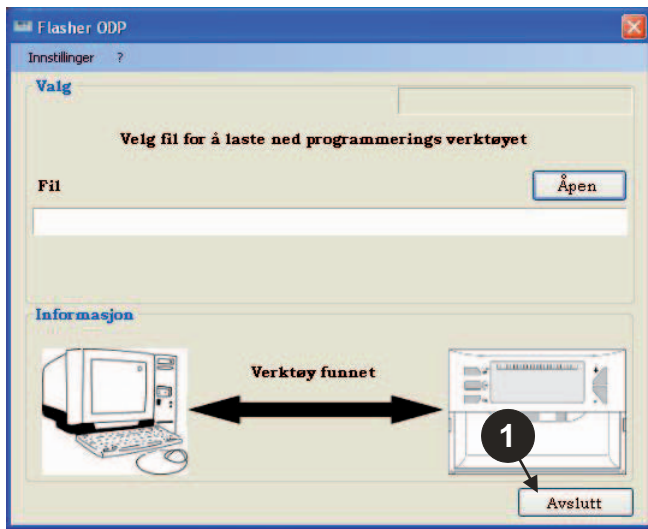 Flasher ODP
Innstillinger ?
Valg
Velg fil for å laste ned programmerings verktøyet
Fil
Åpen
Informasjon
Verktøy funnet
1
Avslutt